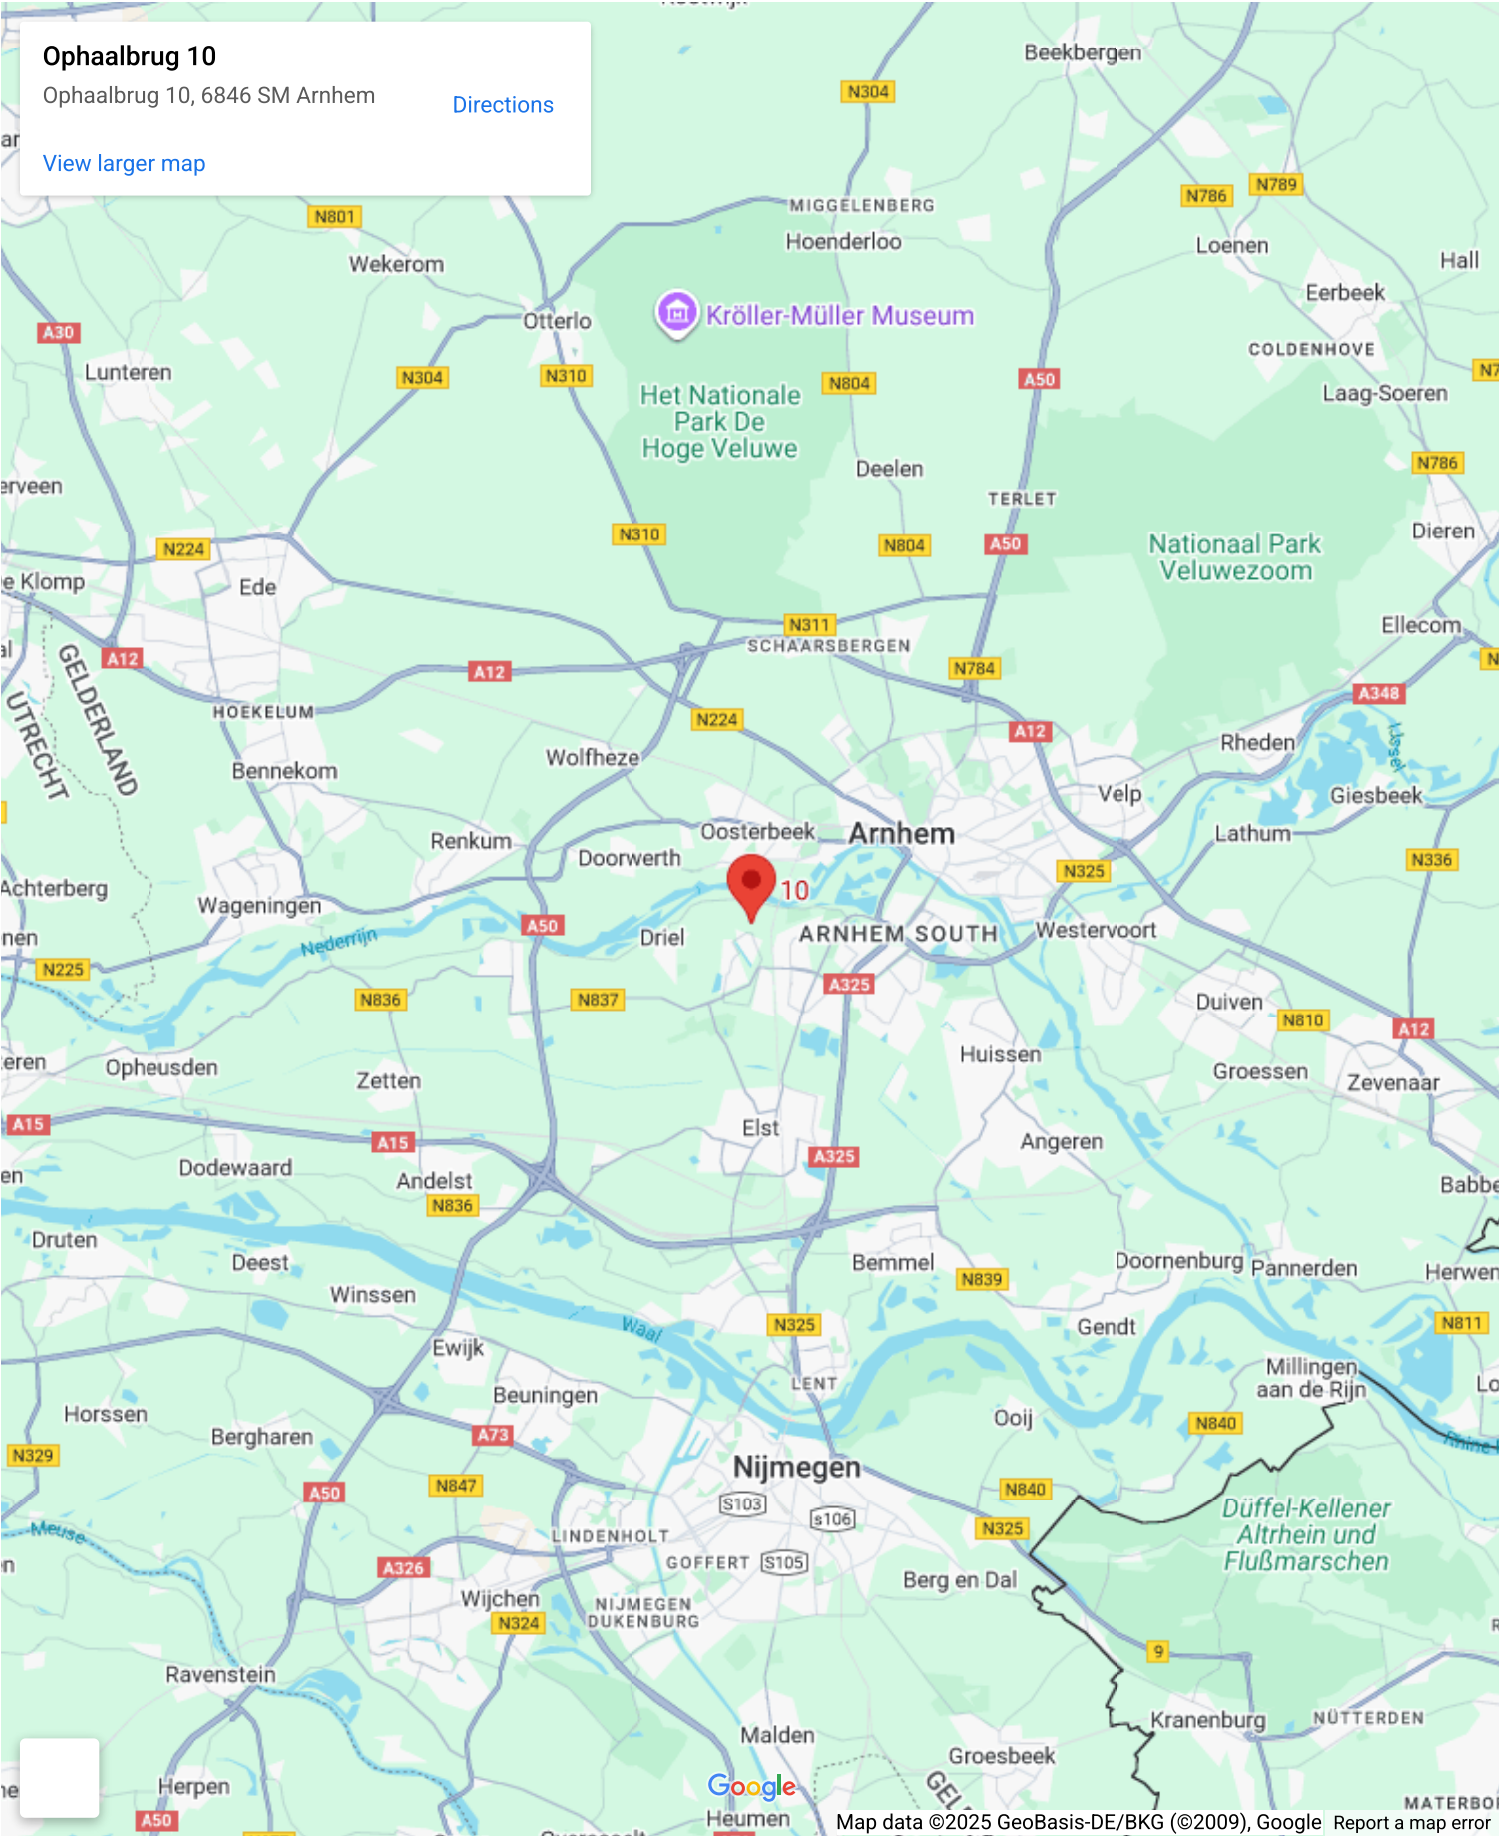 Ophaalbrug 10
Ophaalbrug 10, 6846 SM Arnhem
Directions
View larger map
Beekbergen
N304
N786
N789
MIGGELENBERG
N801
Hoenderloo
Loenen
Hall
Wekerom
Eerbeek
Kröller-Müller Museum
Otterlo
A30
COLDENHOVE
Lunteren
N304
N310
N804
A50
Laag-Soeren
Het Nationale
Park De
Hoge Veluwe
Deelen
N786
TERLET
Dieren
N310
N804
A50
Nationaal Park
Veluwezoom
N224
Klomp
Ede
N311
Ellecom
SCHAARSBERGEN
A12
A12
N784
A348
GELDERLAND
UTRECHT
HOEKELUM
N224
A12
Rheden
IJssel
Wolfheze
Bennekom
Velp
Giesbeek
Oosterbeek
Arnhem
Lathum
Renkum
Doorwerth
N325
N336
Achterberg
10
Wageningen
A50
Driel
ARNHEM SOUTH
Westervoort
Nederrijn
N225
A325
N836
N837
Duiven
N810
A12
Huissen
Opheusden
Zetten
Groessen
Zevenaar
A15
Elst
A15
Angeren
A325
Dodewaard
Andelst
N836
Druten
Deest
Bemmel
Doornenburg
Pannerden
N839
Winssen
Waal
N325
Gendt
N811
Ewijk
Millingen
aan de Rijn
LENT
Beuningen
Horssen
Ooij
N840
Bergharen
A73
N329
Nijmegen
Rhine
A50
N847
N840
S103
s106
Düffel-Kellener
Altrhein und
Flußmarschen
Meuse
LINDENHOLT
N325
A326
GOFFERT
S105
Berg en Dal
Wijchen
NIJMEGEN
DUKENBURG
N324
9
Ravenstein
Kranenburg
NÜTTERDEN
Malden
Groesbeek
Herpen
Google
A50
Heumen
Map data ©2025 GeoBasis-DE/BKG (©2009), Google
Report a map error